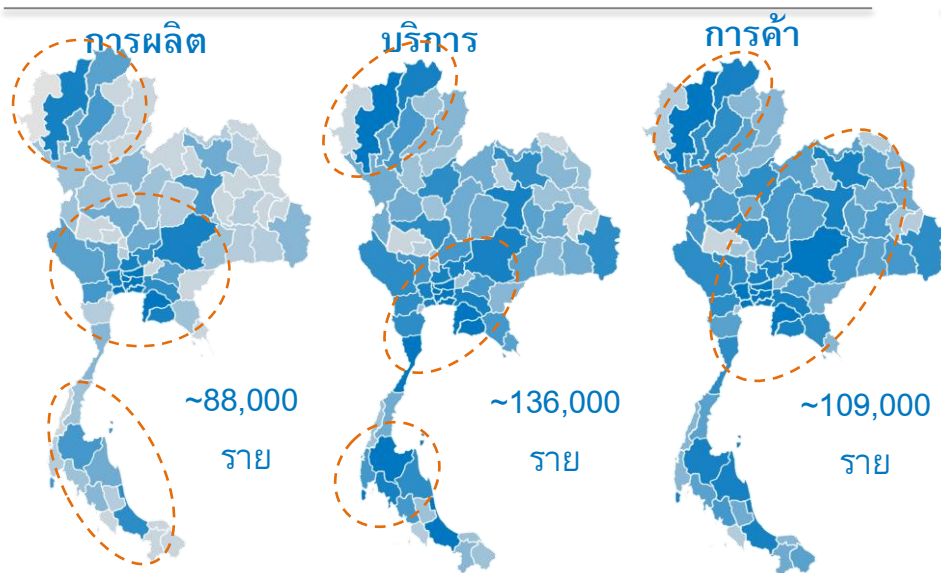 การผลิต
บริการ
การค้า
~88,000
ราย
~136,000
ราย
~109,000
ราย